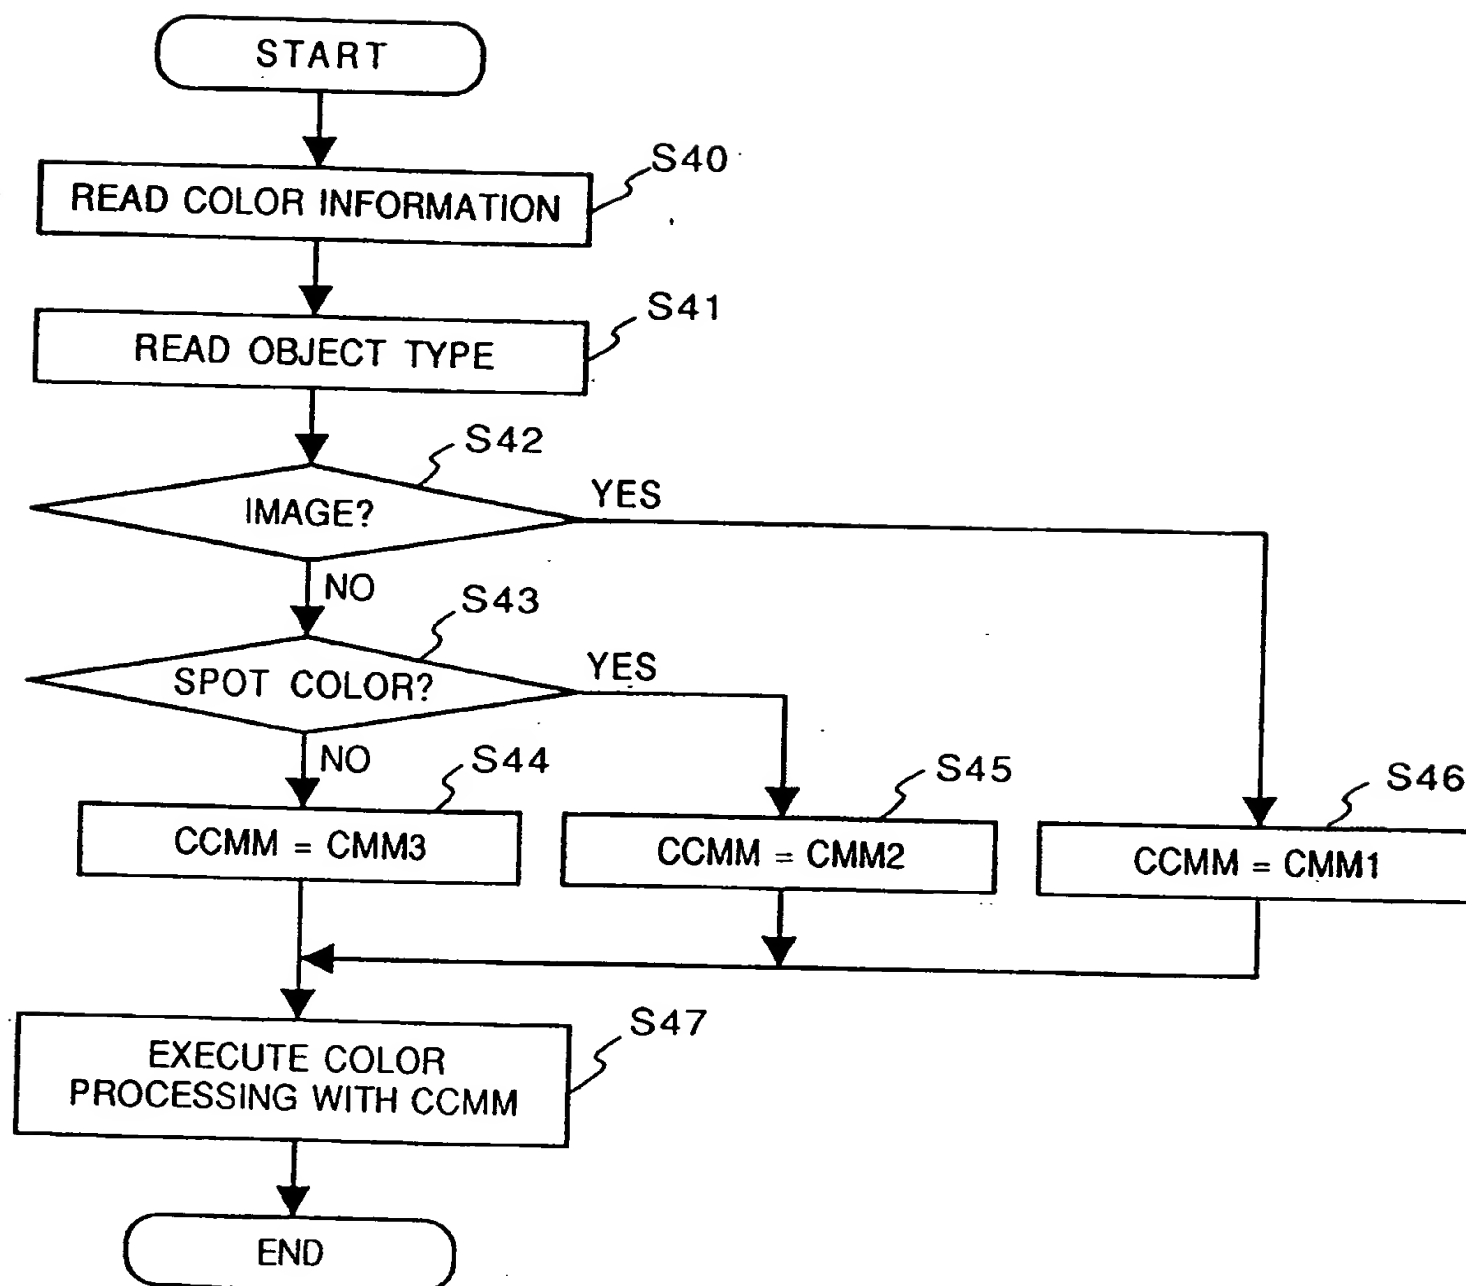 START
S40
READ COLOR INFORMATION
S41
READ OBJECT TYPE
S42
IMAGE?
YES
NO
S43
SPOT COLOR?
YES
NO
S44
CCMM = CMM3
S45
CCMM = CMM2
S46
CCMM = CMM1
S47
EXECUTE COLOR
PROCESSING WITH CCMM
END